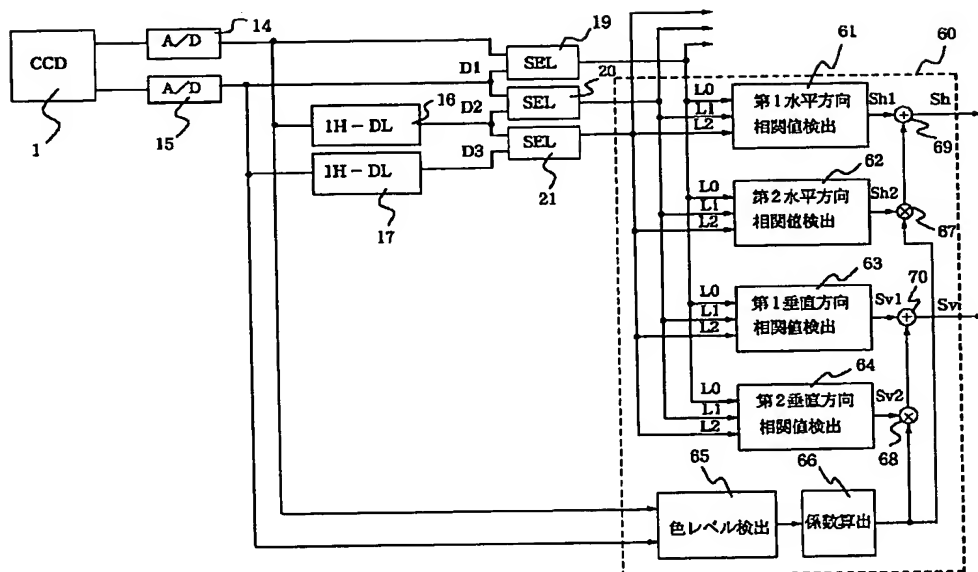 14
A/D
CCD
1
A/D
15
16
1H-DL
1H-DL
17
D1
D2
D3
19
SEL
20
SEL
SEL
21
60
61
L0
L1
L2
第1水平方向
相関値検出
Sh1
Sh
69
62
L0
L1
L2
第2水平方向
相関値検出
Sh2
67
63
L0
L1
L2
第1垂直方向
相関値検出
Sv1
70
Sv
64
L0
L1
L2
第2垂直方向
相関値検出
Sv2
68
65
色レベル検出
66
係数算出